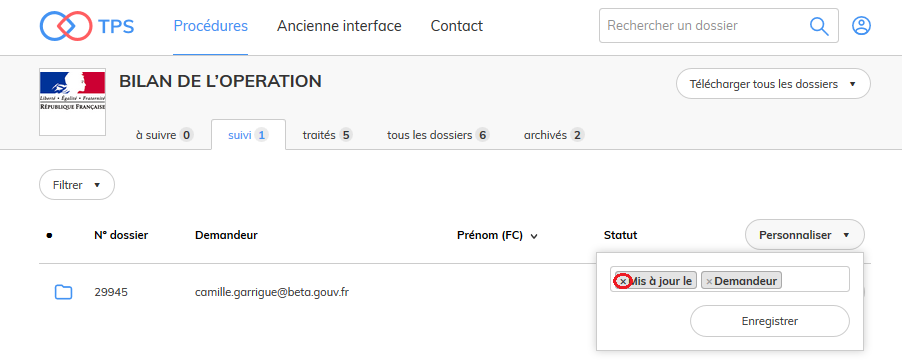 TPS Procédures Ancienne interface Contact Rechercher un dossier
BILAN DE L'OPERATION
Télécharger tous les dossiers
Liberté • Égalité • Fraternité
RÉPUBLIQUE FRANÇAISE
à suivre 0 suivi 1 traités 5 tous les dossiers 6 archivés 2
Filtrer
N° dossier Demandeur Prénom (FC) Statut Personnaliser
29945 camille.garrigue@beta.gouv.fr
× Mis à jour le × Demandeur
Enregistrer